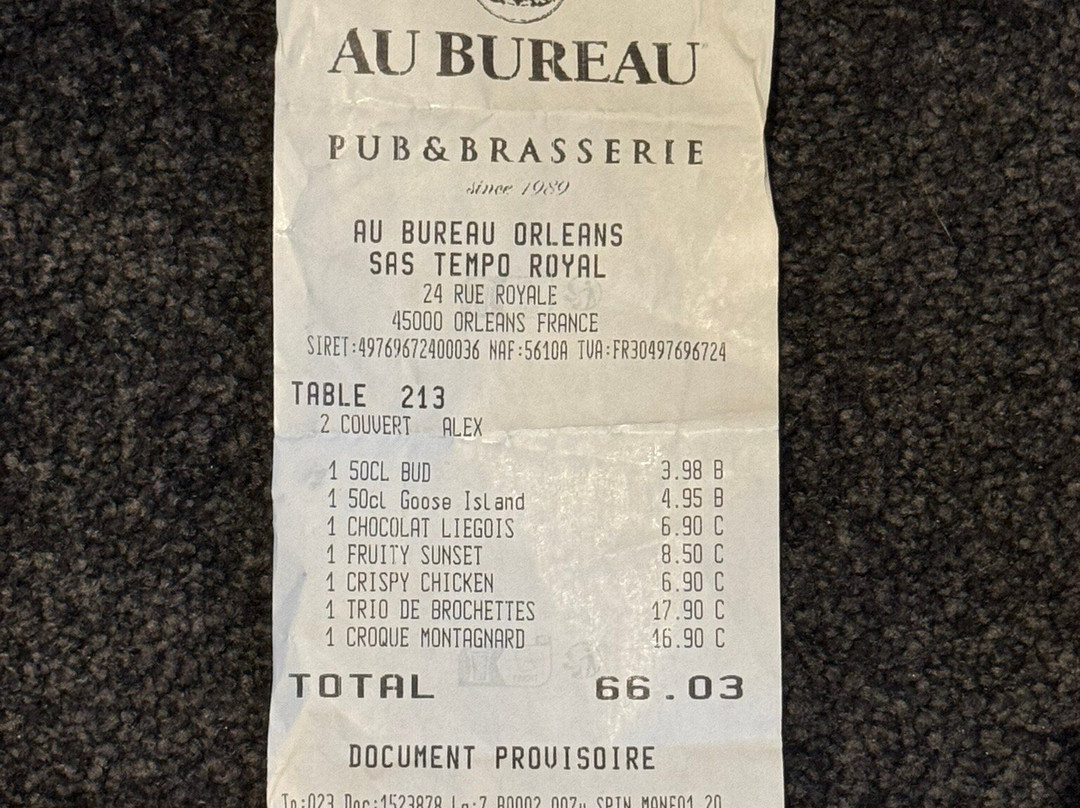 AU BUREAU
PUB&BRASSERIE
since 1989
AU BUREAU ORLEANS
SAS TEMPO ROYAL
24 RUE ROYALE
45000 ORLEANS FRANCE
SIRET:49769672400036 NAF:5610A TVA:FR30497696724
TABLE 213
2 COUVERT ALEX
1 50CL BUD 3.98 B
1 50cl Goose Island 4.95 B
1 CHOCOLAT LIEGOIS 6.90 C
1 FRUITY SUNSET 8.50 C
1 CRISPY CHICKEN 6.90 C
1 TRIO DE BROCHETTES 17.90 C
1 CROQUE MONTAGNARD 16.90 C
TOTAL 66.03
DOCUMENT PROVISOIRE
Doc:1523878